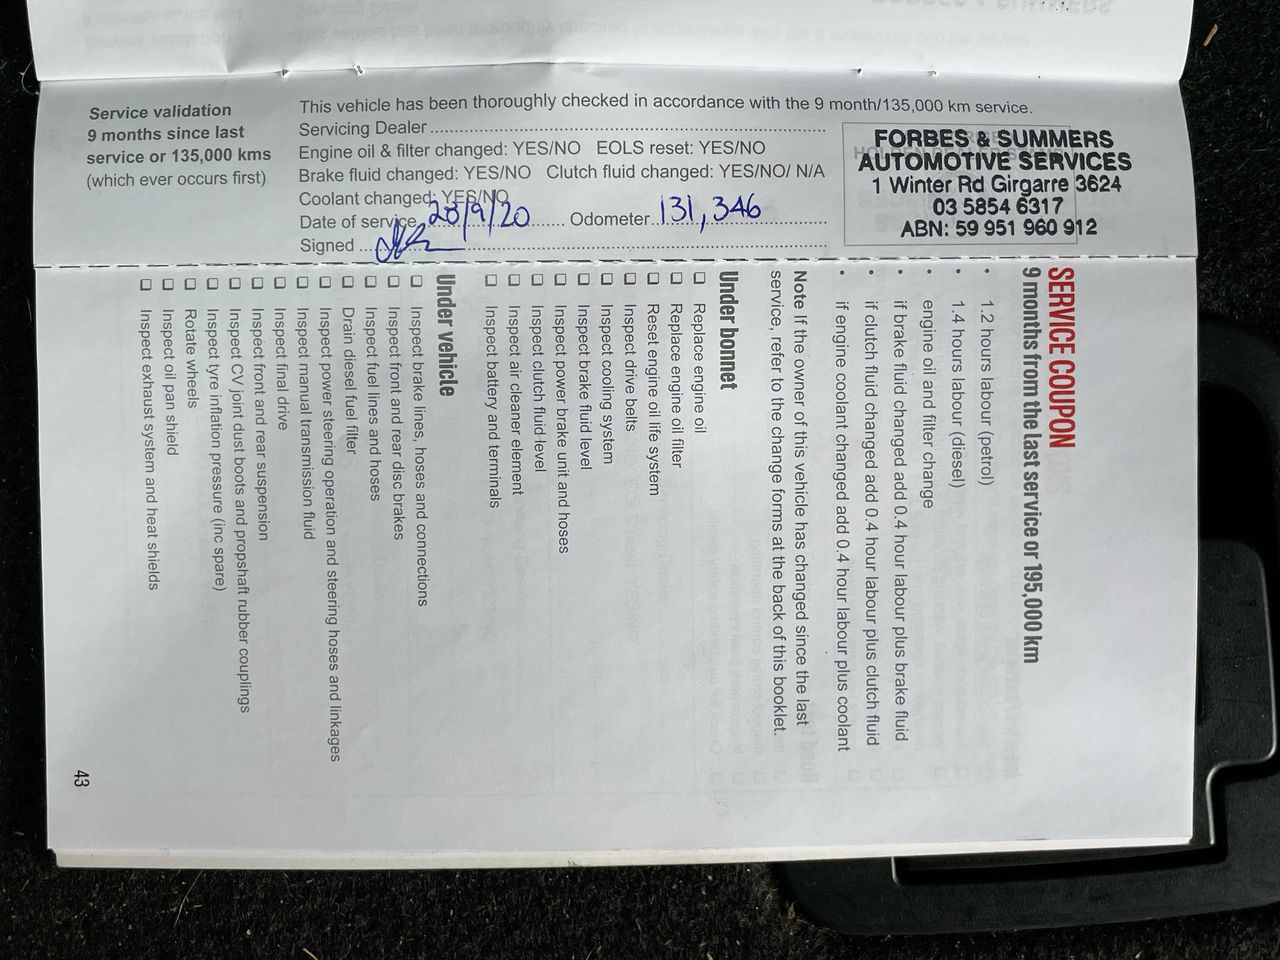 Service validation
9 months since last
service or 135,000 kms
(which ever occurs first)
This vehicle has been thoroughly checked in accordance with the 9 month/135,000 km service.
Servicing Dealer
Engine oil & filter changed: YES/NO EOLS reset: YES/NO
Brake fluid changed: YES/NO Clutch fluid changed: YES/NO/ N/A
Coolant changed: YES/NO
Date of service 28/9/20 Odometer 131,346
Signed
FORBES & SUMMERS
AUTOMOTIVE SERVICES
1 Winter Rd Girgarre 3624
03 5854 6317
ABN: 59 951 960 912
SERVICE COUPON
9 months from the last service or 195,000 km
• 1.2 hours labour (petrol)
• 1.4 hours labour (diesel)
• engine oil and filter change
• if brake fluid changed add 0.4 hour labour plus brake fluid
• if clutch fluid changed add 0.4 hour labour plus clutch fluid
• if engine coolant changed add 0.4 hour labour plus coolant
Note If the owner of this vehicle has changed since the last
service, refer to the change forms at the back of this booklet.
Under bonnet
☐ Replace engine oil
☐ Replace engine oil filter
☐ Reset engine oil life system
☐ Inspect drive belts
☐ Inspect cooling system
☐ Inspect brake fluid level
☐ Inspect power brake unit and hoses
☐ Inspect clutch fluid level
☐ Inspect air cleaner element
☐ Inspect battery and terminals
Under vehicle
☐ Inspect brake lines, hoses and connections
☐ Inspect front and rear disc brakes
☐ Inspect fuel lines and hoses
☐ Drain diesel fuel filter
☐ Inspect power steering operation and steering hoses and linkages
☐ Inspect manual transmission fluid
☐ Inspect final drive
☐ Inspect front and rear suspension
☐ Inspect CV joint dust boots and propshaft rubber couplings
☐ Inspect tyre inflation pressure (inc spare)
☐ Rotate wheels
☐ Inspect oil pan shield
☐ Inspect exhaust system and heat shields
43